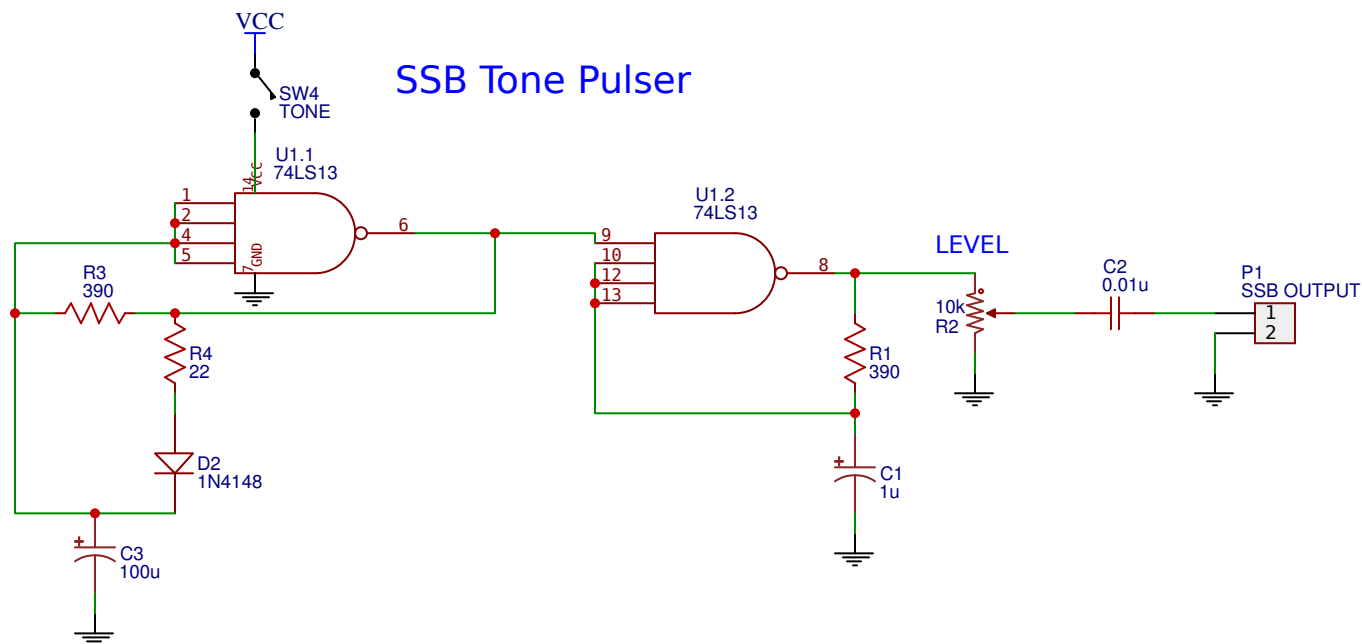 VCC
SSB Tone Pulser
SW4
TONE
U1.1
74LS13
14
VCC
1
2
4
5
6
7
GND
U1.2
74LS13
9
10
12
13
8
LEVEL
10k
R2
C2
0.01u
P1
SSB OUTPUT
1
2
R3
390
R4
22
R1
390
D2
1N4148
C1
1u
C3
100u